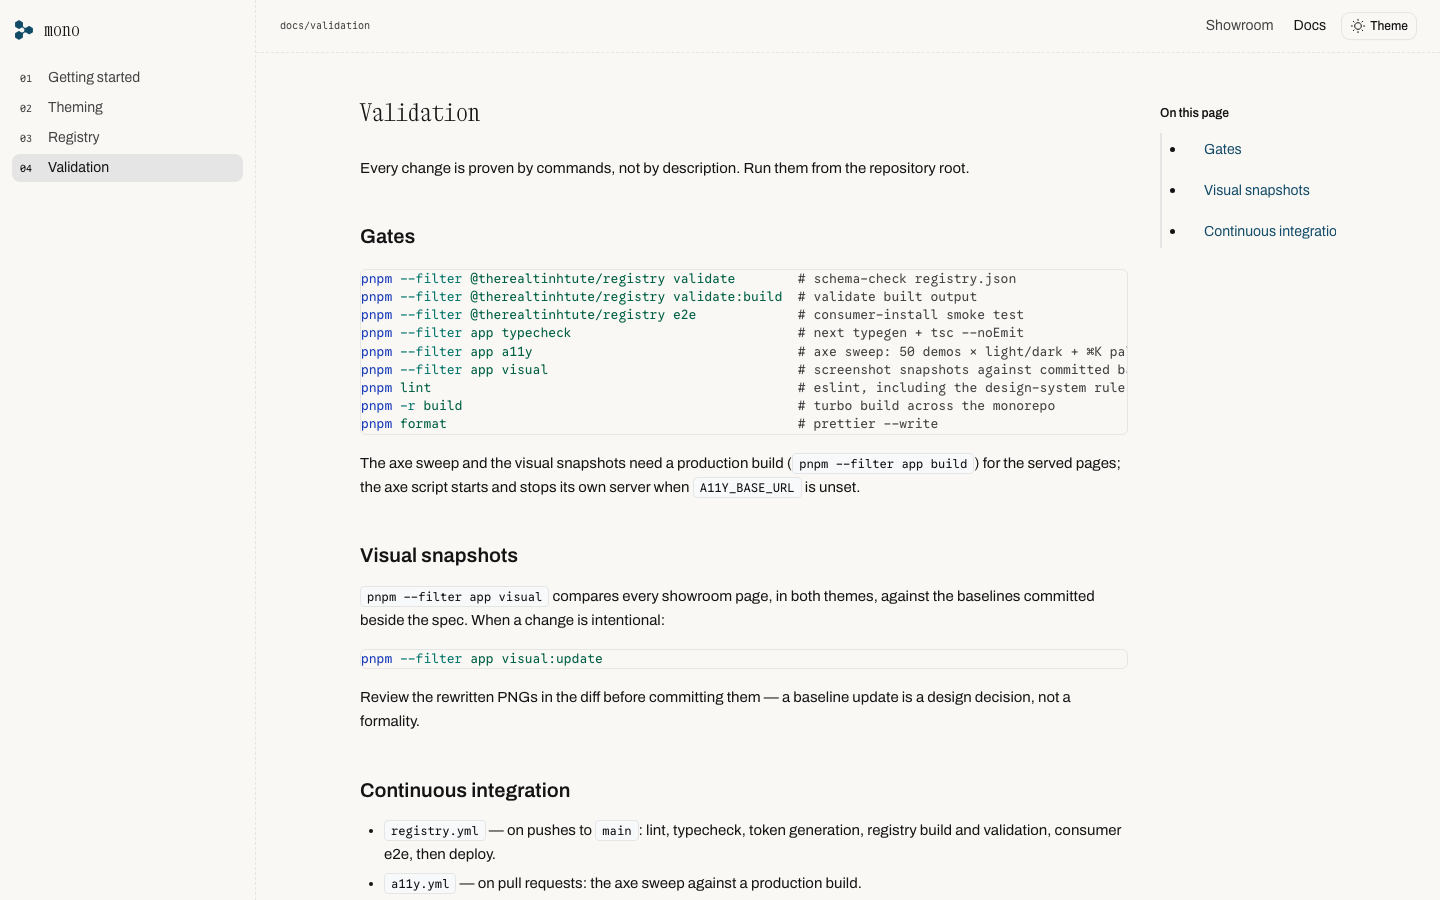 mono
01 Getting started
02 Theming
03 Registry
04 Validation
docs/validation
Showroom
Docs
Theme
Validation
Every change is proven by commands, not by description. Run them from the repository root.
Gates
pnpm --filter @therealtinhtute/registry validate # schema-check registry.json
pnpm --filter @therealtinhtute/registry validate:build # validate built output
pnpm --filter @therealtinhtute/registry e2e # consumer-install smoke test
pnpm --filter app typecheck # next typegen + tsc --noEmit
pnpm --filter app a11y # axe sweep: 50 demos × light/dark + ⌘K pa
pnpm --filter app visual # screenshot snapshots against committed b
pnpm lint # eslint, including the design-system rule
pnpm -r build # turbo build across the monorepo
pnpm format # prettier --write
The axe sweep and the visual snapshots need a production build (pnpm --filter app build) for the served pages;
the axe script starts and stops its own server when A11Y_BASE_URL is unset.
Visual snapshots
pnpm --filter app visual compares every showroom page, in both themes, against the baselines committed
beside the spec. When a change is intentional:
pnpm --filter app visual:update
Review the rewritten PNGs in the diff before committing them — a baseline update is a design decision, not a
formality.
Continuous integration
• registry.yml — on pushes to main: lint, typecheck, token generation, registry build and validation, consumer
e2e, then deploy.
• a11y.yml — on pull requests: the axe sweep against a production build.
On this page
• Gates
• Visual snapshots
• Continuous integratio